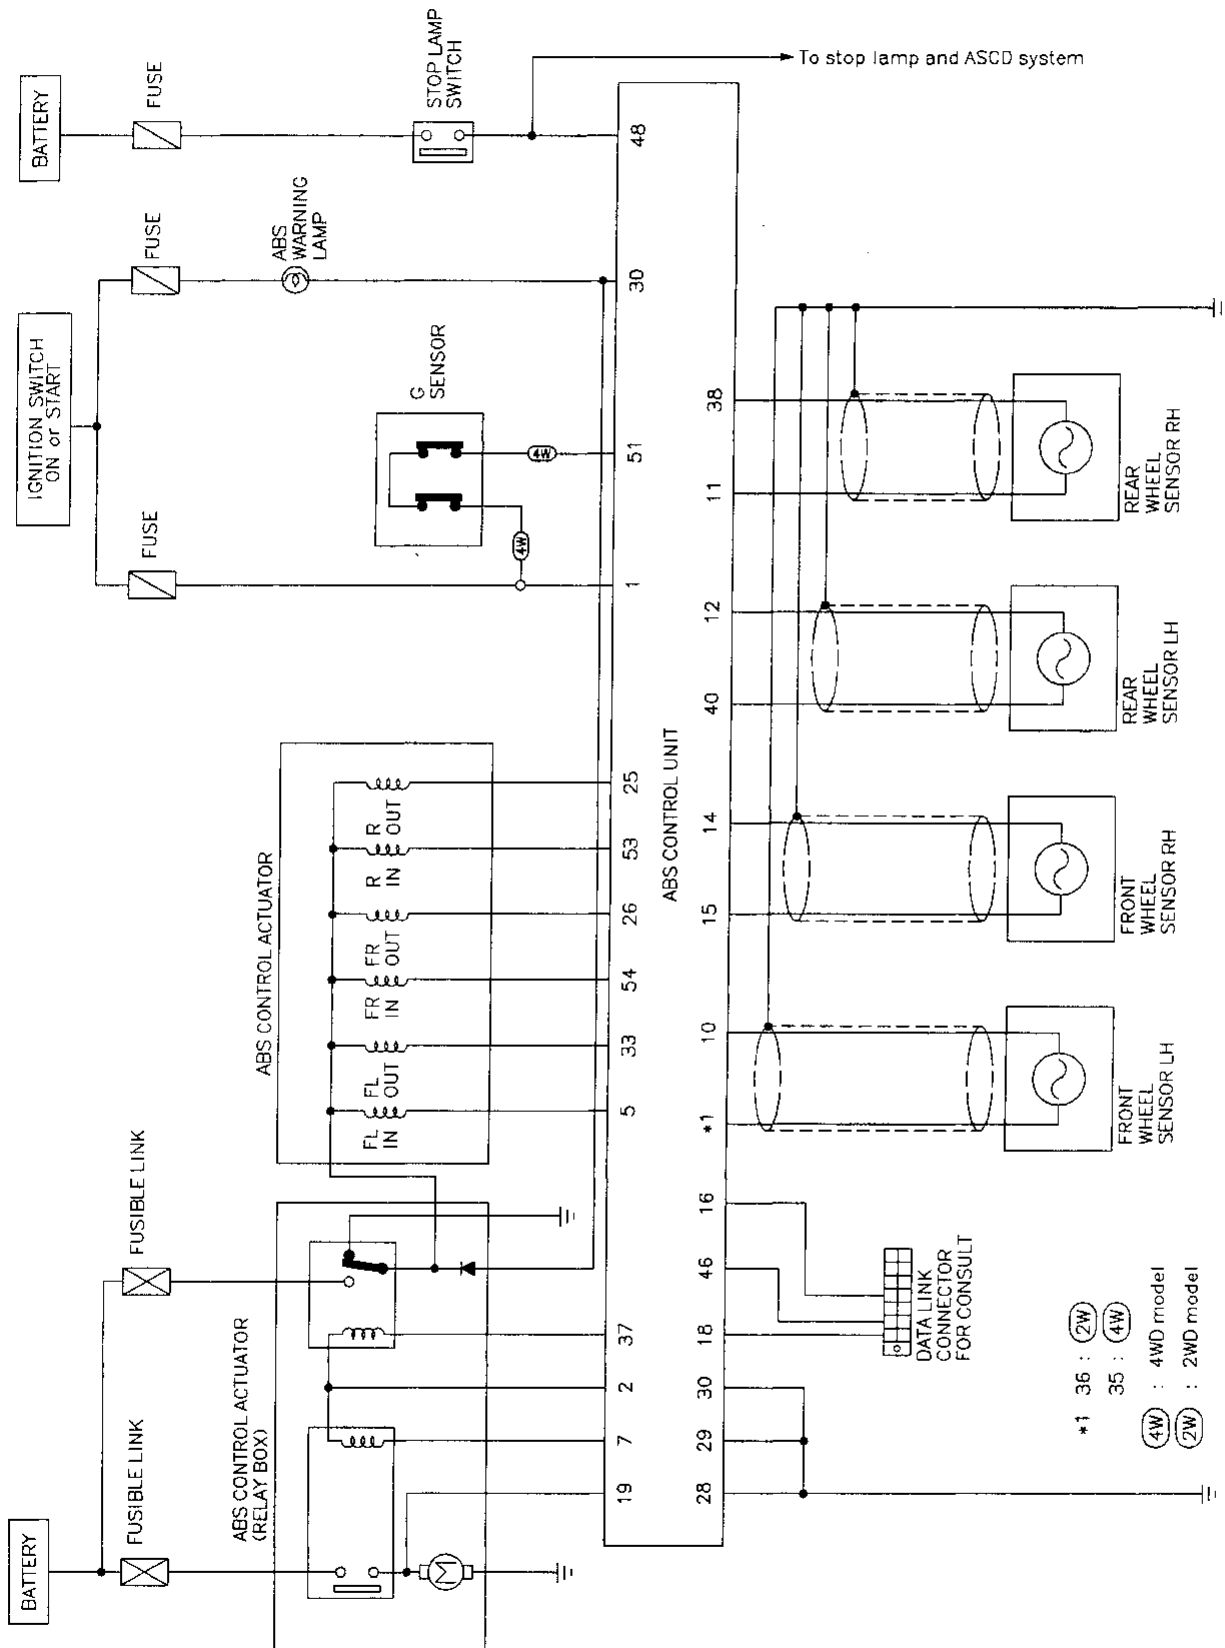 BATTERY
IGNITION SWITCH
ON or START
BATTERY
FUSIBLE LINK
FUSIBLE LINK
FUSE
FUSE
FUSE
ABS CONTROL ACTUATOR
(RELAY BOX)
ABS CONTROL ACTUATOR
ABS
WARNING
LAMP
G
SENSOR
STOP LAMP
SWITCH
FL
IN
FL
OUT
FR
IN
FR
OUT
R
IN
R
OUT
M
4W
4W
To stop lamp and ASCD system
19 7 2 37 5 33 54 26 53 25 1 51 30 48
ABS CONTROL UNIT
28 29 30 18 46 16 *1 10 15 14 40 12 11 38
DATA LINK
CONNECTOR
FOR CONSULT
FRONT
WHEEL
SENSOR LH
FRONT
WHEEL
SENSOR RH
REAR
WHEEL
SENSOR LH
REAR
WHEEL
SENSOR RH
*1 36 : 2W
35 : 4W
4W : 4WD model
2W : 2WD model